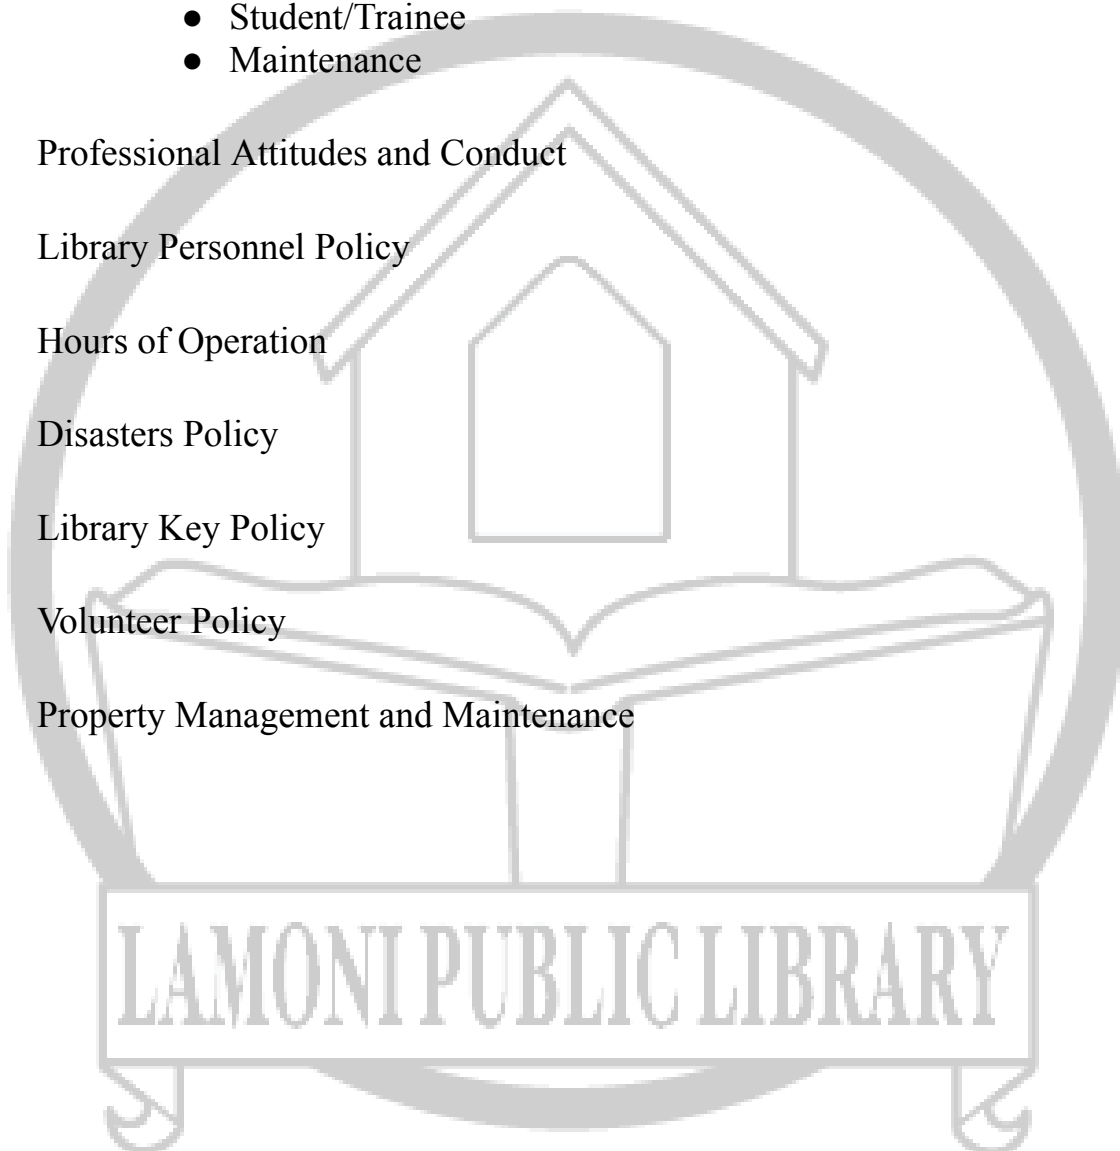 ● Student/Trainee
● Maintenance
Professional Attitudes and Conduct
Library Personnel Policy
Hours of Operation
Disasters Policy
Library Key Policy
Volunteer Policy
Property Management and Maintenance
LAMONI PUBLIC LIBRARY